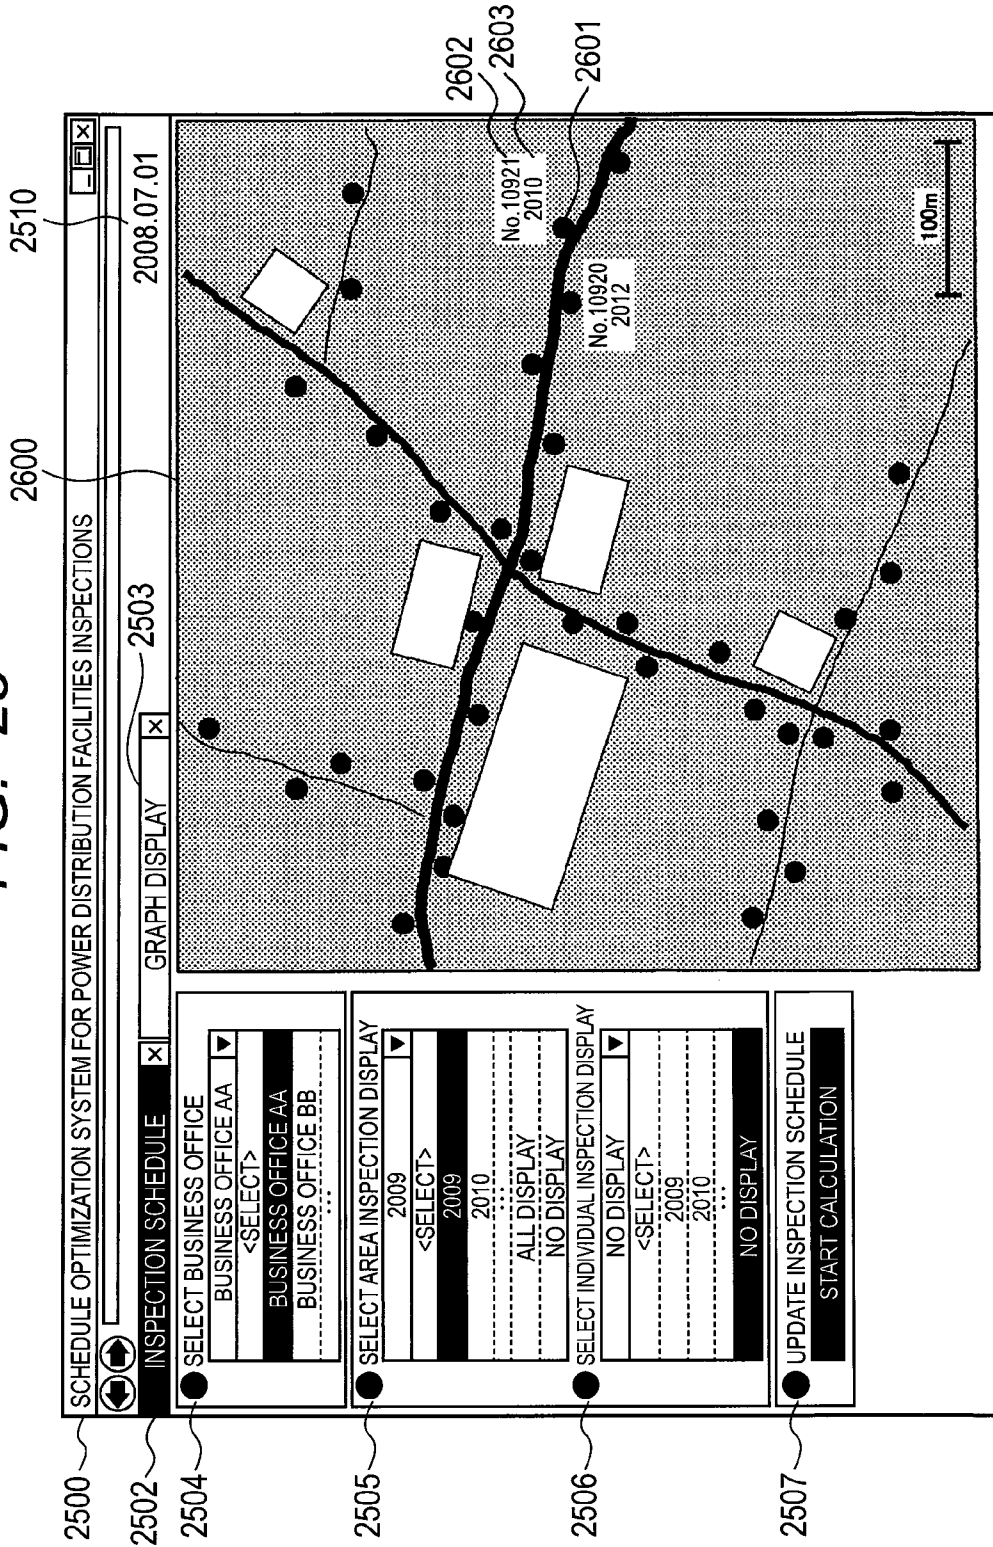 2510
2600
2503
2500
SCHEDULE OPTIMIZATION SYSTEM FOR POWER DISTRIBUTION FACILITIES INSPECTIONS
2502
INSPECTION SCHEDULE
GRAPH DISPLAY
2008.07.01
2504
SELECT BUSINESS OFFICE
BUSINESS OFFICE AA
<SELECT>
BUSINESS OFFICE AA
BUSINESS OFFICE BB
...
2505
SELECT AREA INSPECTION DISPLAY
2009
<SELECT>
2009
2010
...
ALL DISPLAY
NO DISPLAY
2506
SELECT INDIVIDUAL INSPECTION DISPLAY
NO DISPLAY
<SELECT>
2009
2010
...
NO DISPLAY
2507
UPDATE INSPECTION SCHEDULE
START CALCULATION
2602
2603
2601
No.10921
2010
No.10920
2012
100m